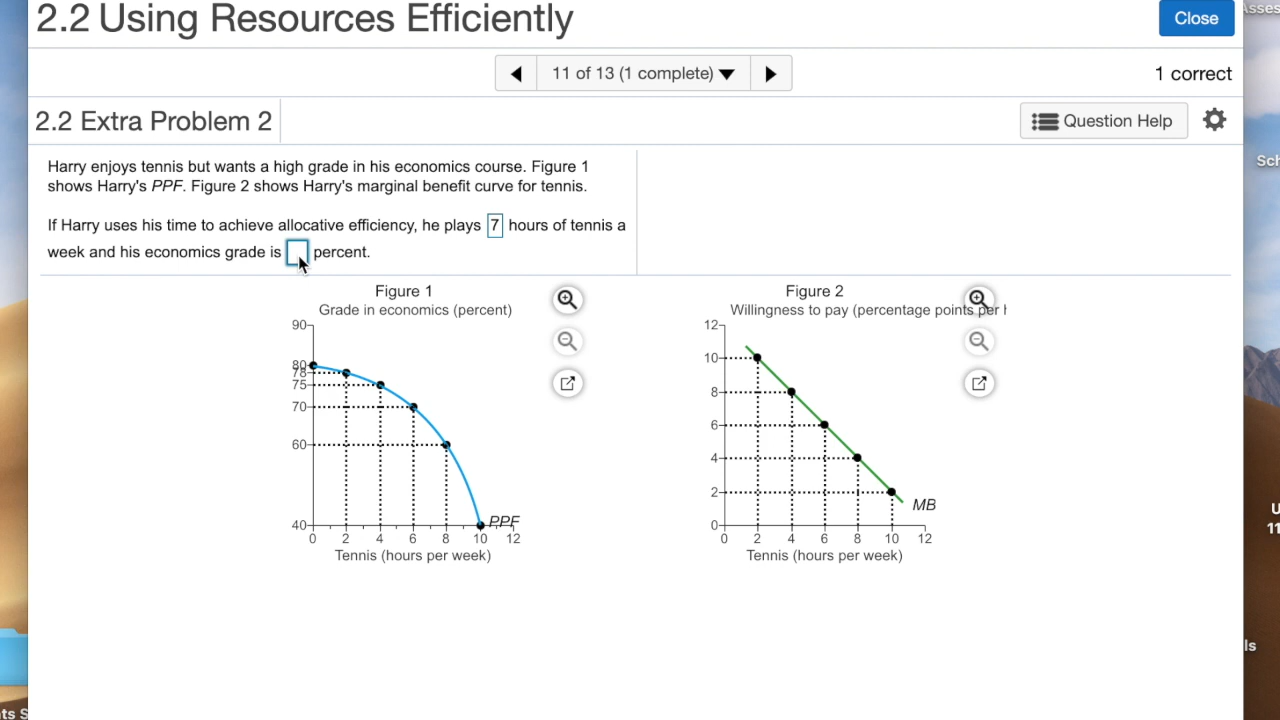 2.2 Using Resources Efficiently
Close
Asses
11 of 13 (1 complete)
1 correct
2.2 Extra Problem 2
Question Help
Harry enjoys tennis but wants a high grade in his economics course. Figure 1
shows Harry's PPF. Figure 2 shows Harry's marginal benefit curve for tennis.
If Harry uses his time to achieve allocative efficiency, he plays 7 hours of tennis a
week and his economics grade is percent.
Figure 1
Grade in economics (percent)
90
80
78
75
70
60
40
0 2 4 6 8 10 12
PPF
Tennis (hours per week)
Figure 2
Willingness to pay (percentage points per h
12
10
8
6
4
2
0
0 2 4 6 8 10 12
MB
Tennis (hours per week)
Sch
U
11
ls
ts S